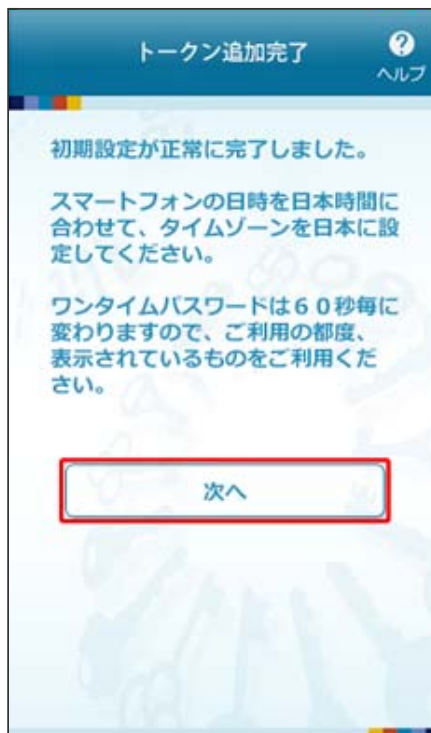 トークン追加完了
?
ヘルプ
初期設定が正常に完了しました。
スマートフォンの日時を日本時間に
合わせて、タイムゾーンを日本に設
定してください。
ワンタイムパスワードは６０秒毎に
変わりますので、ご利用の都度、
表示されているものをご利用くだ
さい。
次へ